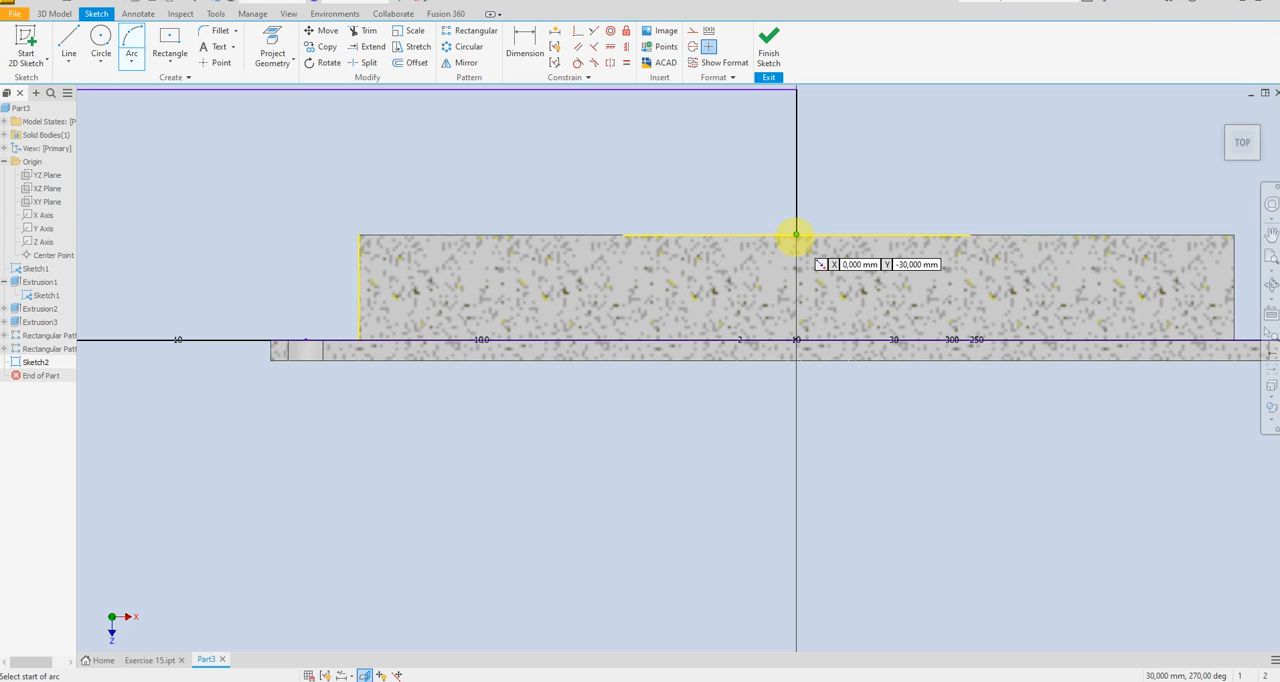 File 3D Model Sketch Annotate Inspect Tools Manage View Environments Collaborate Fusion 360
Start 2D Sketch
Line
Circle
Arc
Rectangle
Fillet
Text
Point
Project Geometry
Move
Copy
Rotate
Trim
Extend
Split
Scale
Stretch
Offset
Rectangular
Circular
Mirror
Dimension
Image
Points
ACAD
Show Format
Finish Sketch
Sketch Create Modify Pattern Constrain Insert Format Exit
Part3
Model States: [P
Solid Bodies(1)
View: [Primary]
Origin
YZ Plane
XZ Plane
XY Plane
X Axis
Y Axis
Z Axis
Center Point
Sketch1
Extrusion1
Sketch1
Extrusion2
Extrusion3
Rectangular Pat
Rectangular Pat
Sketch2
End of Part
TOP
X 0,000 mm Y -30,000 mm
10 2 10 30 300 250
X
Z
Home Exercise 15.ipt Part3
Select start of arc 30,000 mm, 270,00 deg 1 2